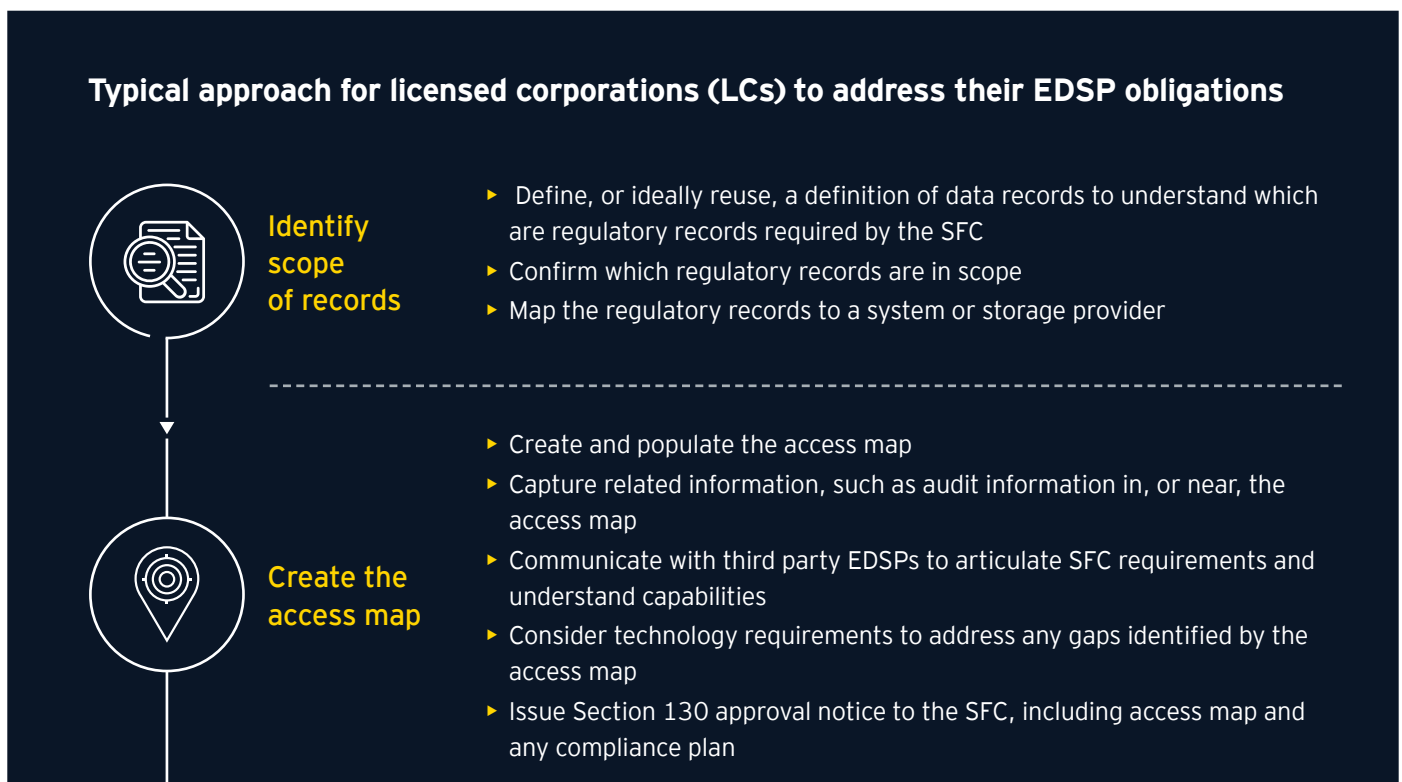 Typical approach for licensed corporations (LCs) to address their EDSP obligations
Identify
scope
of records
▸ Define, or ideally reuse, a definition of data records to understand which
are regulatory records required by the SFC
▸ Confirm which regulatory records are in scope
▸ Map the regulatory records to a system or storage provider
Create the
access map
▸ Create and populate the access map
▸ Capture related information, such as audit information in, or near, the
access map
▸ Communicate with third party EDSPs to articulate SFC requirements and
understand capabilities
▸ Consider technology requirements to address any gaps identified by the
access map
▸ Issue Section 130 approval notice to the SFC, including access map and
any compliance plan